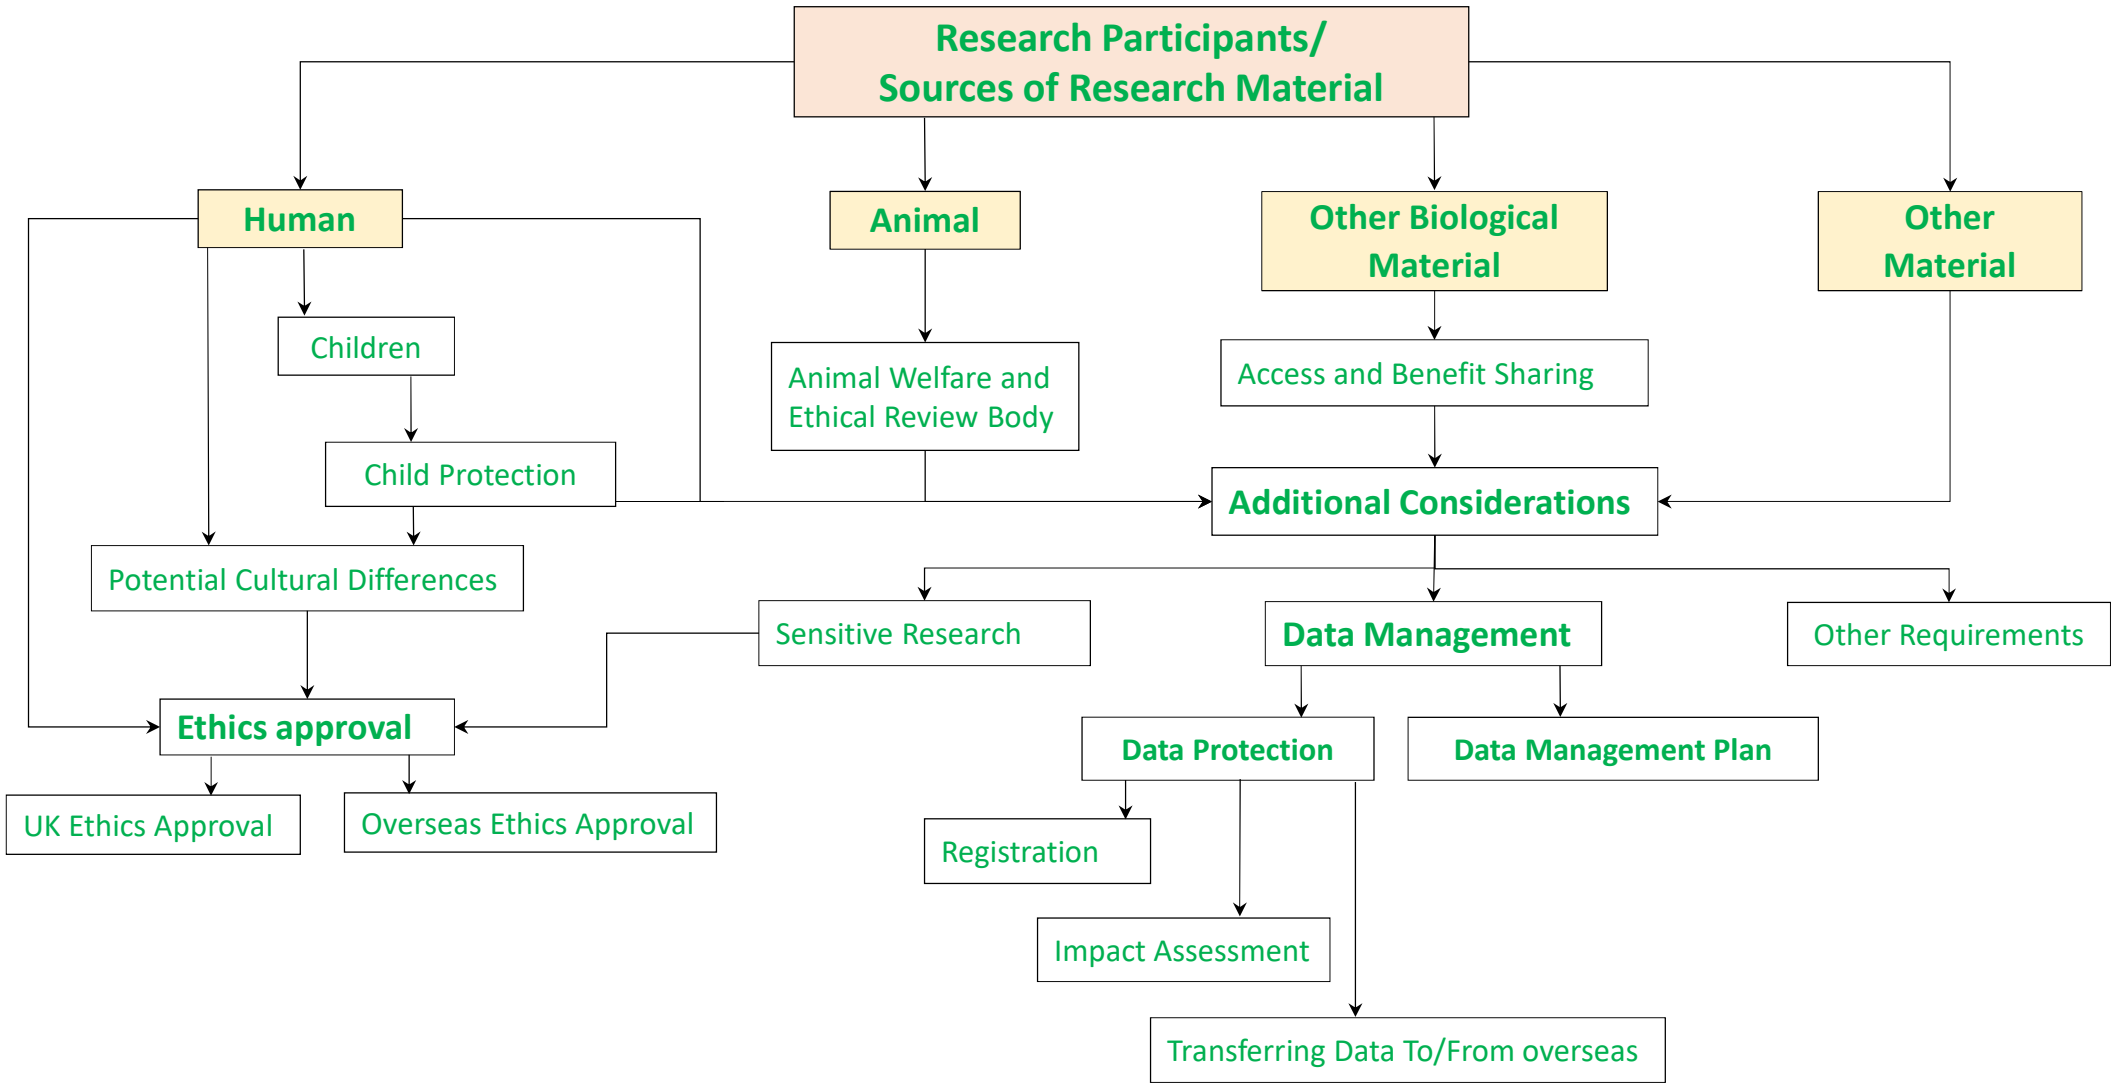 Research Participants/
Sources of Research Material
Human
Animal
Other Biological
Material
Other
Material
Children
Animal Welfare and
Ethical Review Body
Access and Benefit Sharing
Child Protection
Additional Considerations
Potential Cultural Differences
Sensitive Research
Data Management
Other Requirements
Ethics approval
Data Protection
Data Management Plan
UK Ethics Approval
Overseas Ethics Approval
Registration
Impact Assessment
Transferring Data To/From overseas